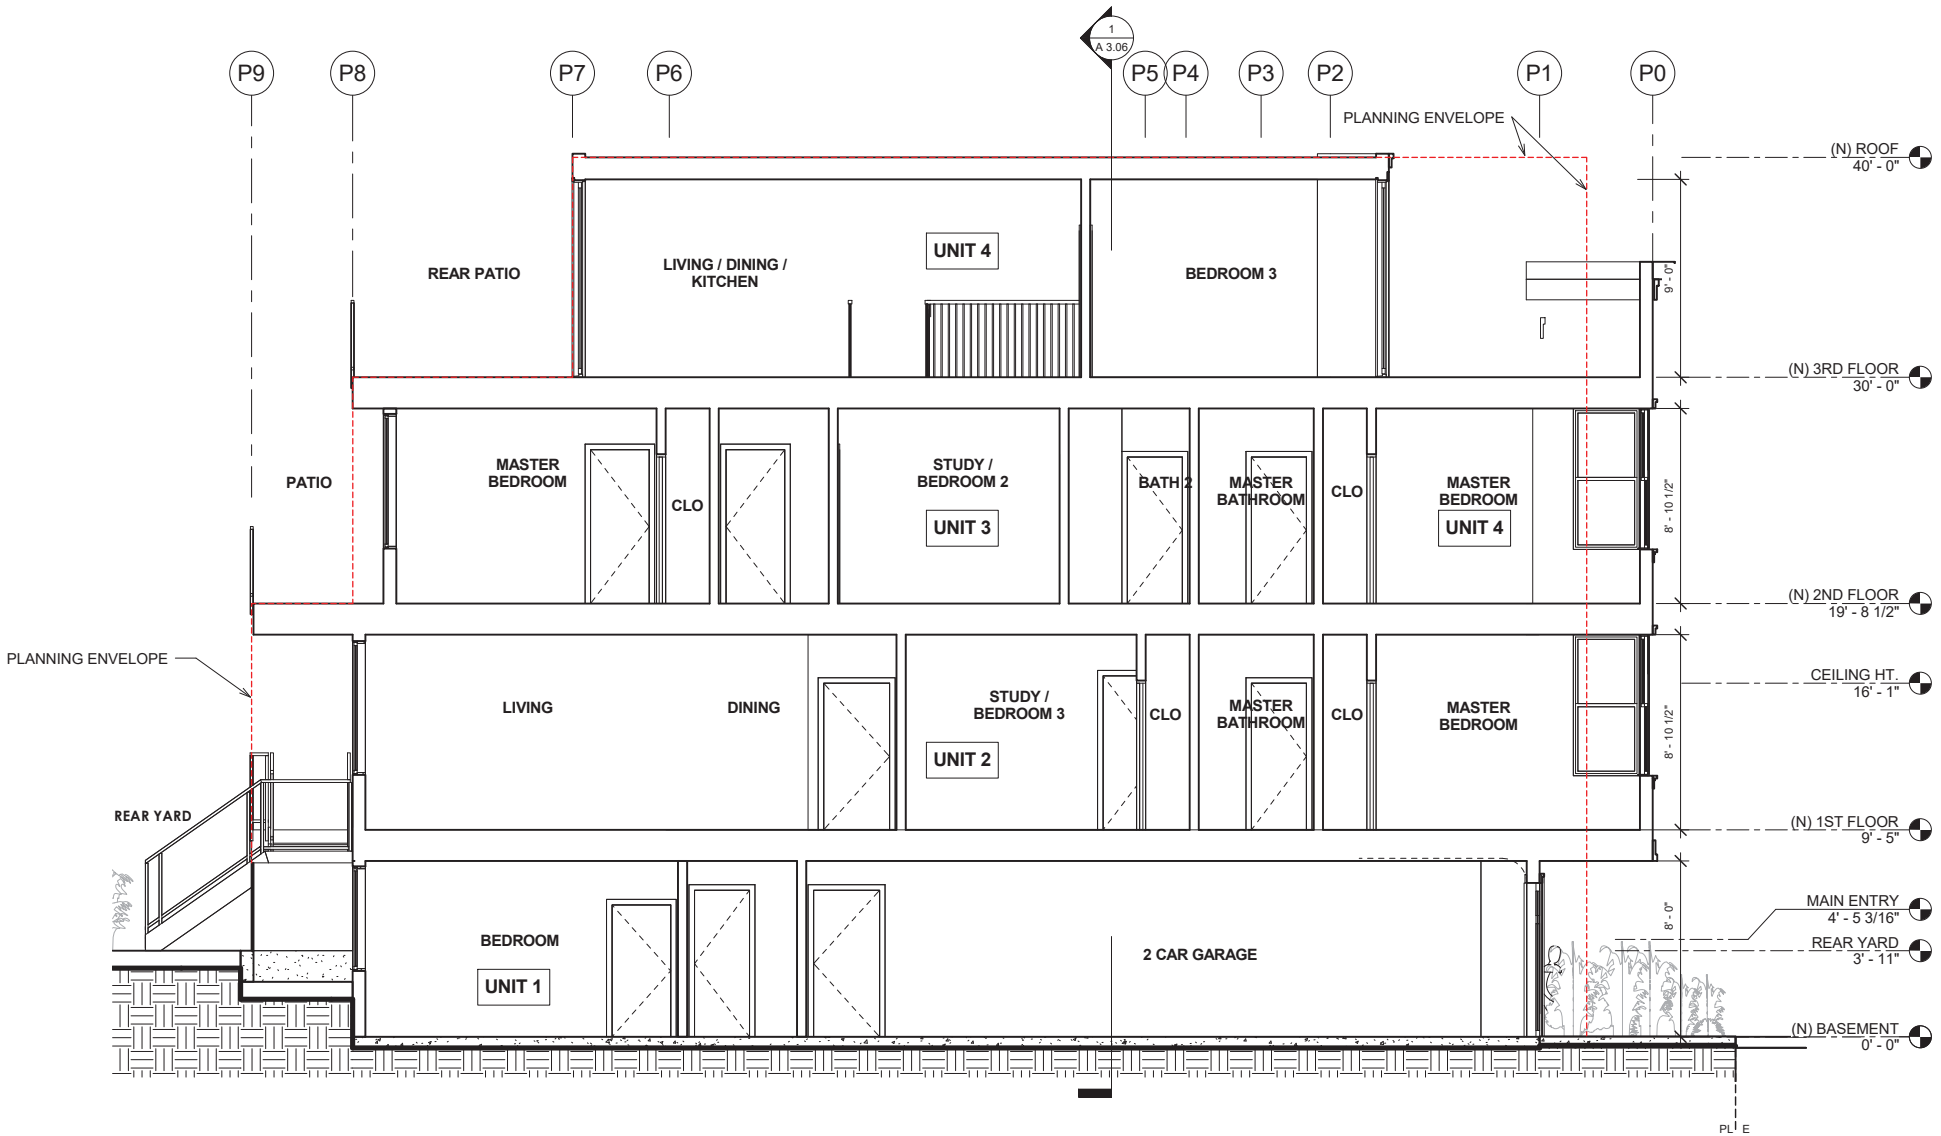 1
A 3.06
P9
P8
P7
P6
P5
P4
P3
P2
P1
P0
PLANNING ENVELOPE
(N) ROOF
40' - 0"
REAR PATIO
LIVING / DINING /
KITCHEN
UNIT 4
BEDROOM 3
9' - 0"
(N) 3RD FLOOR
30' - 0"
PATIO
MASTER
BEDROOM
CLO
STUDY /
BEDROOM 2
UNIT 3
BATH 2
MASTER
BATHROOM
CLO
MASTER
BEDROOM
UNIT 4
8' - 10 1/2"
(N) 2ND FLOOR
19' - 8 1/2"
PLANNING ENVELOPE
CEILING HT.
16' - 1"
LIVING
DINING
STUDY /
BEDROOM 3
UNIT 2
CLO
MASTER
BATHROOM
CLO
MASTER
BEDROOM
8' - 10 1/2"
REAR YARD
(N) 1ST FLOOR
9' - 5"
BEDROOM
UNIT 1
2 CAR GARAGE
8' - 0"
MAIN ENTRY
4' - 5 3/16"
REAR YARD
3' - 11"
(N) BASEMENT
0' - 0"
PL E